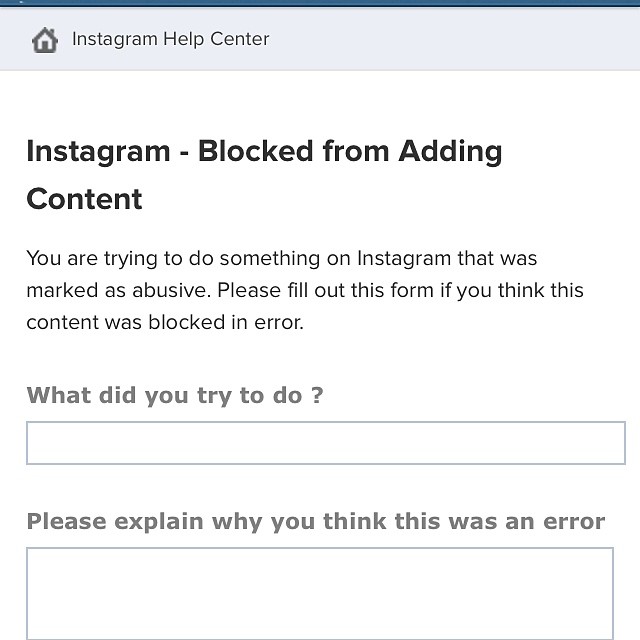 Instagram Help Center
Instagram - Blocked from Adding
Content
You are trying to do something on Instagram that was
marked as abusive. Please fill out this form if you think this
content was blocked in error.
What did you try to do ?
Please explain why you think this was an error